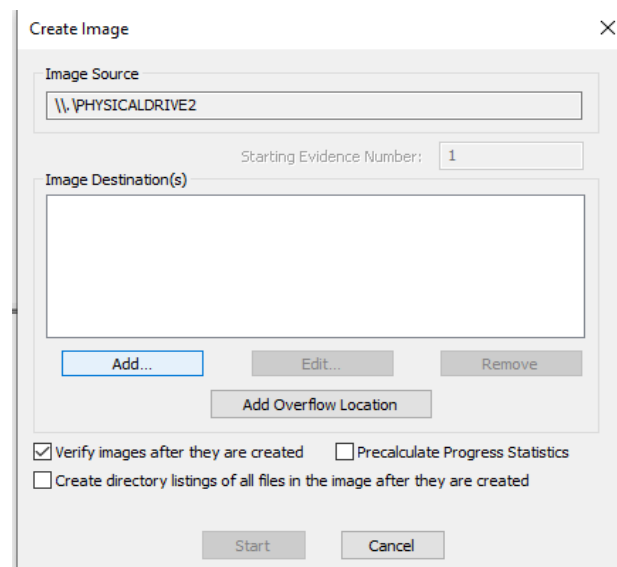 Create Image
Image Source
\\.\PHYSICALDRIVE2
Starting Evidence Number: 1
Image Destination(s)
Add... Edit... Remove
Add Overflow Location
Verify images after they are created Precalculate Progress Statistics
Create directory listings of all files in the image after they are created
Start Cancel